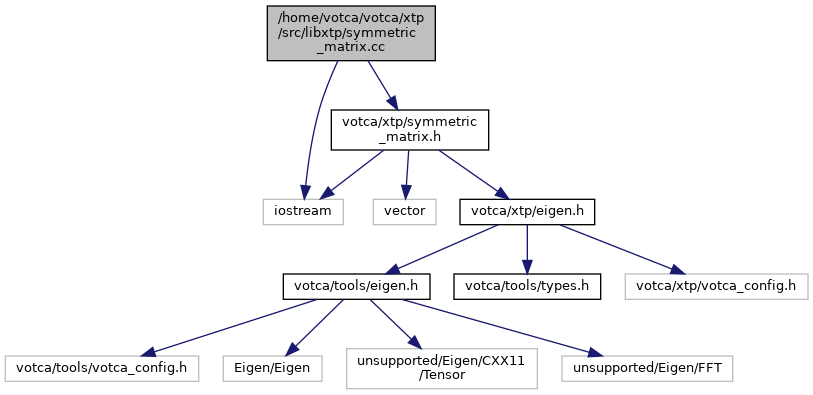 /home/votca/votca/xtp
/src/libxtp/symmetric
_matrix.cc
votca/xtp/symmetric
_matrix.h
iostream
vector
votca/xtp/eigen.h
votca/tools/eigen.h
votca/tools/types.h
votca/xtp/votca_config.h
votca/tools/votca_config.h
Eigen/Eigen
unsupported/Eigen/CXX11
/Tensor
unsupported/Eigen/FFT